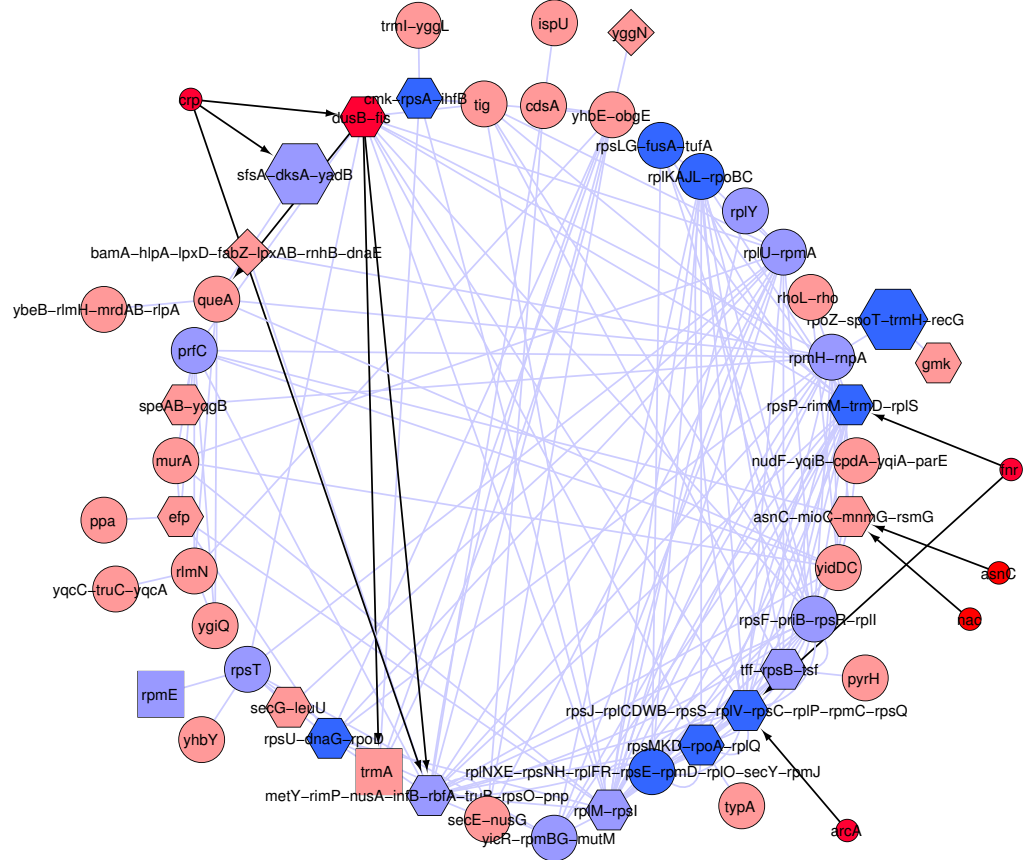 ispU
trmI–yggL
yggN
crp
cmk–rpsA–ihfB
tig
cdsA
yhbE–obgE
dusB–fis
rpsLG–fusA–tufA
sfsA–dksA–yadB
rplKAJL–rpoBC
rplY
bamA–hlpA–lpxD–fabZ–lpxAB–rnhB–dnaE
rplU–rpmA
queA
rhoL–rho
ybeB–rlmH–mrdAB–rlpA
rpoZ–spoT–trmH–recG
prfC
rpmH–rnpA
gmk
speAB–yqgB
rpsP–rimM–trmD–rplS
murA
nudF–yqiB–cpdA–yqiA–parE
fnr
ppa
efp
asnC–mioC–mnmG–rsmG
rlmN
yidDC
asnC
yqcC–truC–yqcA
ygiQ
rpsF–priB–rpsR–rplI
nac
rpsT
tff–rpsB–tsf
pyrH
rpmE
secG–leuU
rpsJ–rplCDWB–rpsS–rplV–rpsC–rplP–rpmC–rpsQ
yhbY
rpsU–dnaG–rpoD
rpsMKD–rpoA–rplQ
trmA
rplNXE–rpsNH–rplFR–rpsE–rpmD–rplO–secY–rpmJ
metY–rimP–nusA–infB–rbfA–truB–rpsO–pnp
typA
rplM–rpsI
secE–nusG
arcA
yicR–rpmBG–mutM